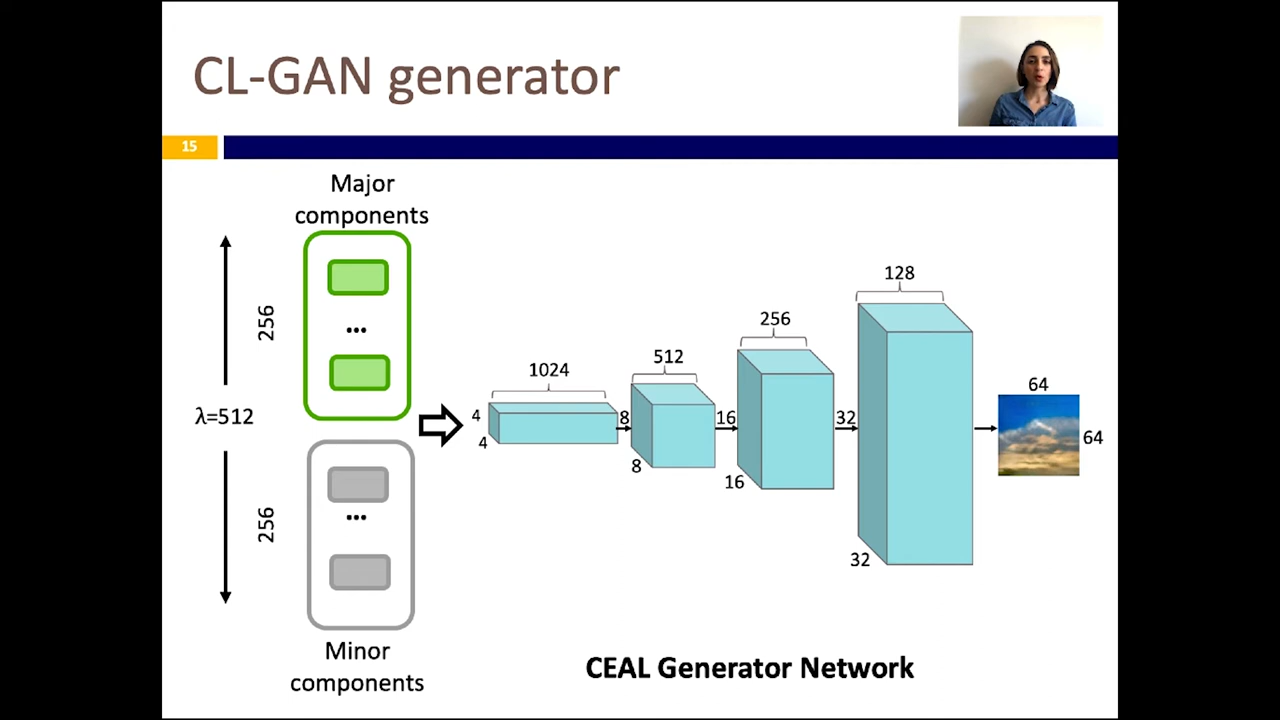 CL-GAN generator
15
Major
components
256
...
λ=512
256
...
Minor
components
1024
4
4
512
8
8
256
16
16
128
32
32
64
64
CEAL Generator Network